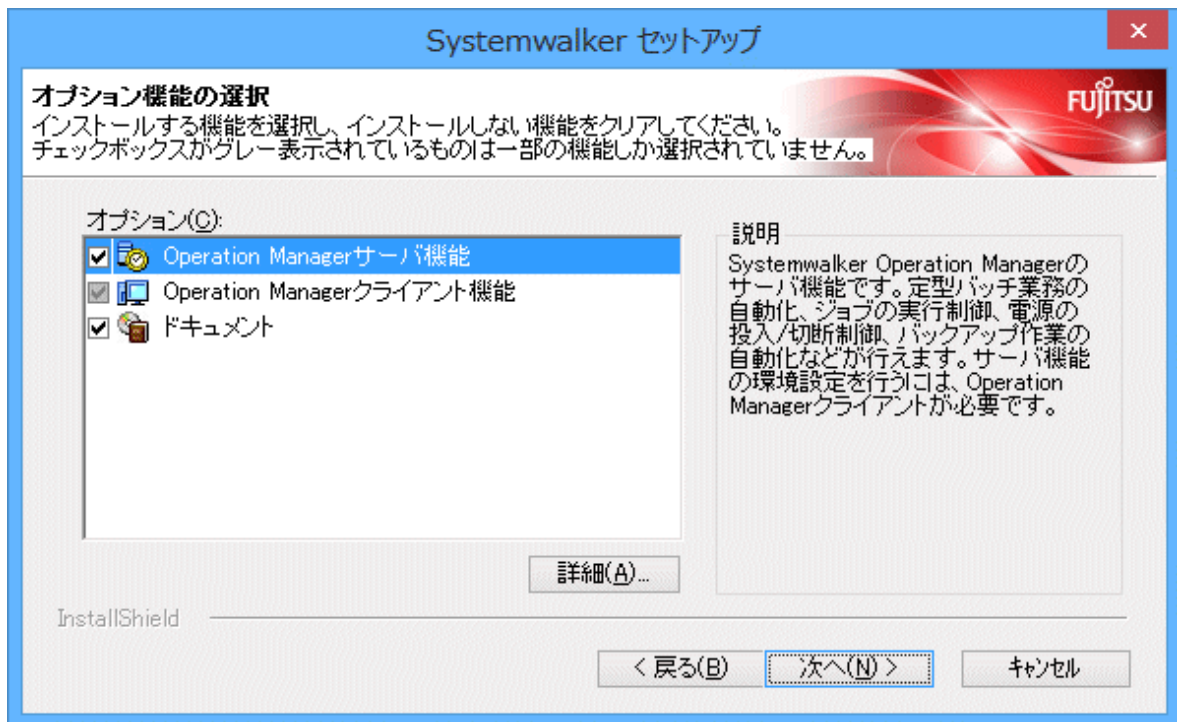 Systemwalker セットアップ
オプション機能の選択
インストールする機能を選択し、インストールしない機能をクリアしてください。
チェックボックスがグレー表示されているものは一部の機能しか選択されていません。
FUJITSU
オプション(C):
Operation Managerサーバ機能
Operation Managerクライアント機能
ドキュメント
詳細(A)...
説明
Systemwalker Operation Managerの
サーバ機能です。定型バッチ業務の
自動化、ジョブの実行制御、電源の
投入/切断制御、バックアップ作業の
自動化などが行えます。サーバ機能
の環境設定を行うには、Operation
Managerクライアントが必要です。
InstallShield
< 戻る(B)
次へ(N) >
キャンセル